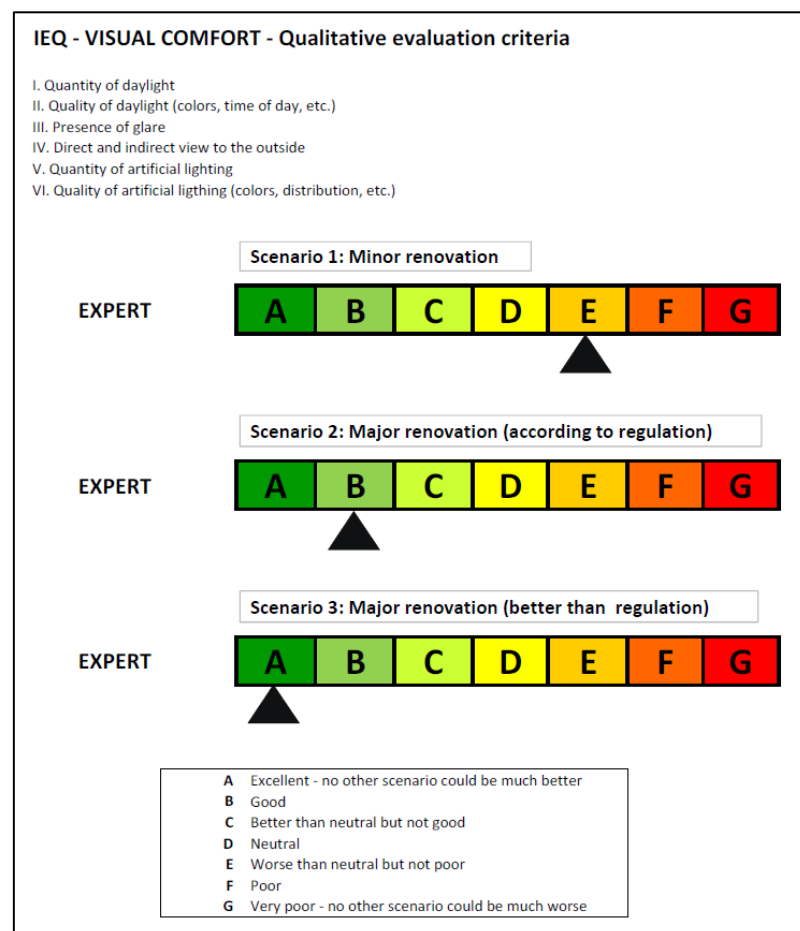 IEQ - VISUAL COMFORT - Qualitative evaluation criteria
I. Quantity of daylight
II. Quality of daylight (colors, time of day, etc.)
III. Presence of glare
IV. Direct and indirect view to the outside
V. Quantity of artificial lighting
VI. Quality of artificial ligthing (colors, distribution, etc.)
Scenario 1: Minor renovation
EXPERT A B C D E F G
Scenario 2: Major renovation (according to regulation)
EXPERT A B C D E F G
Scenario 3: Major renovation (better than regulation)
EXPERT A B C D E F G
A Excellent - no other scenario could be much better
B Good
C Better than neutral but not good
D Neutral
E Worse than neutral but not poor
F Poor
G Very poor - no other scenario could be much worse